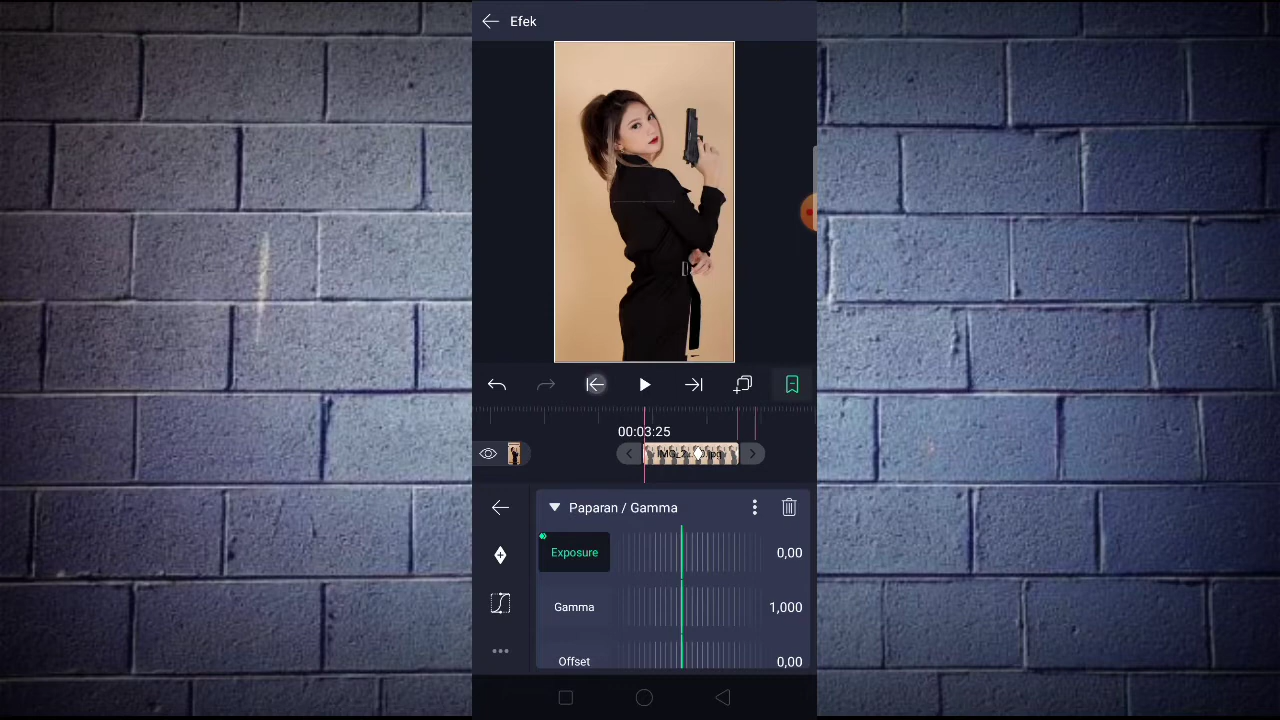 Efek
00:03:25
Paparan / Gamma
Exposure
0,00
Gamma
1,000
Offset
0,00